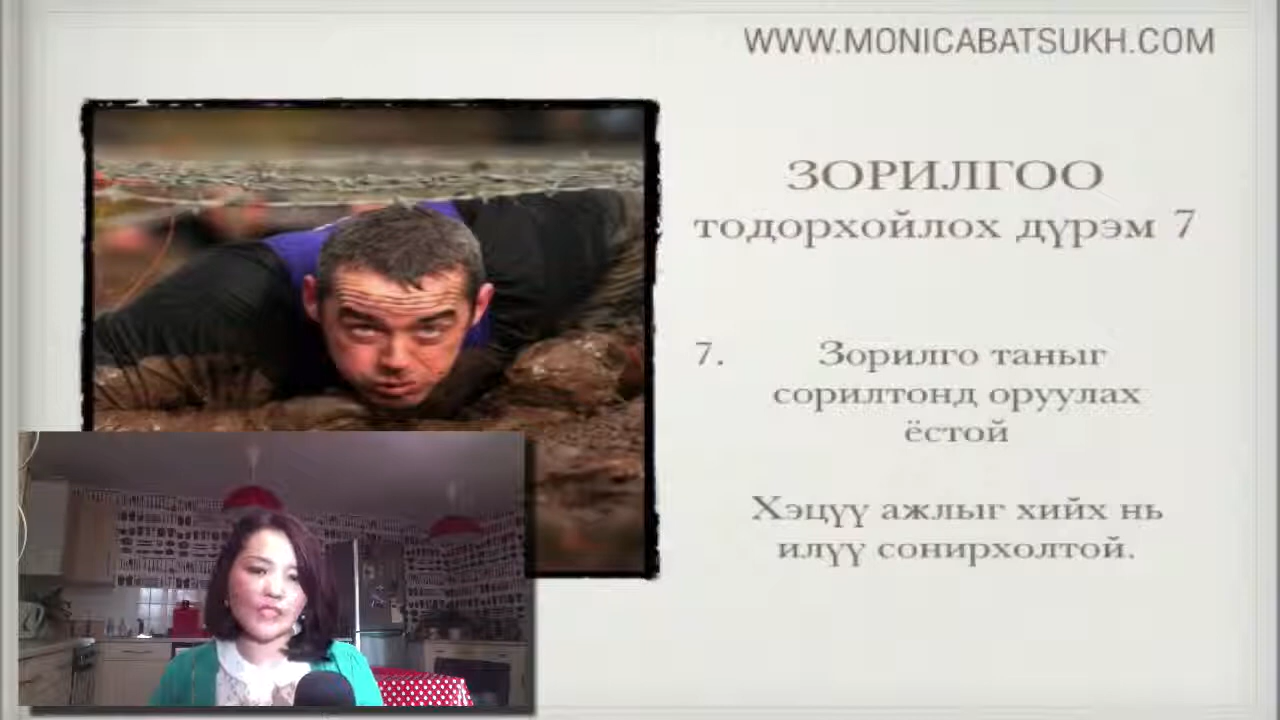 WWW.MONICABATSUKH.COM
ЗОРИЛГОО
тодорхойлох дүрэм 7
7. Зорилго таныг
сорилтонд оруулах
ёстой
Хэцүү ажлыг хийх нь
илүү сонирхолтой.